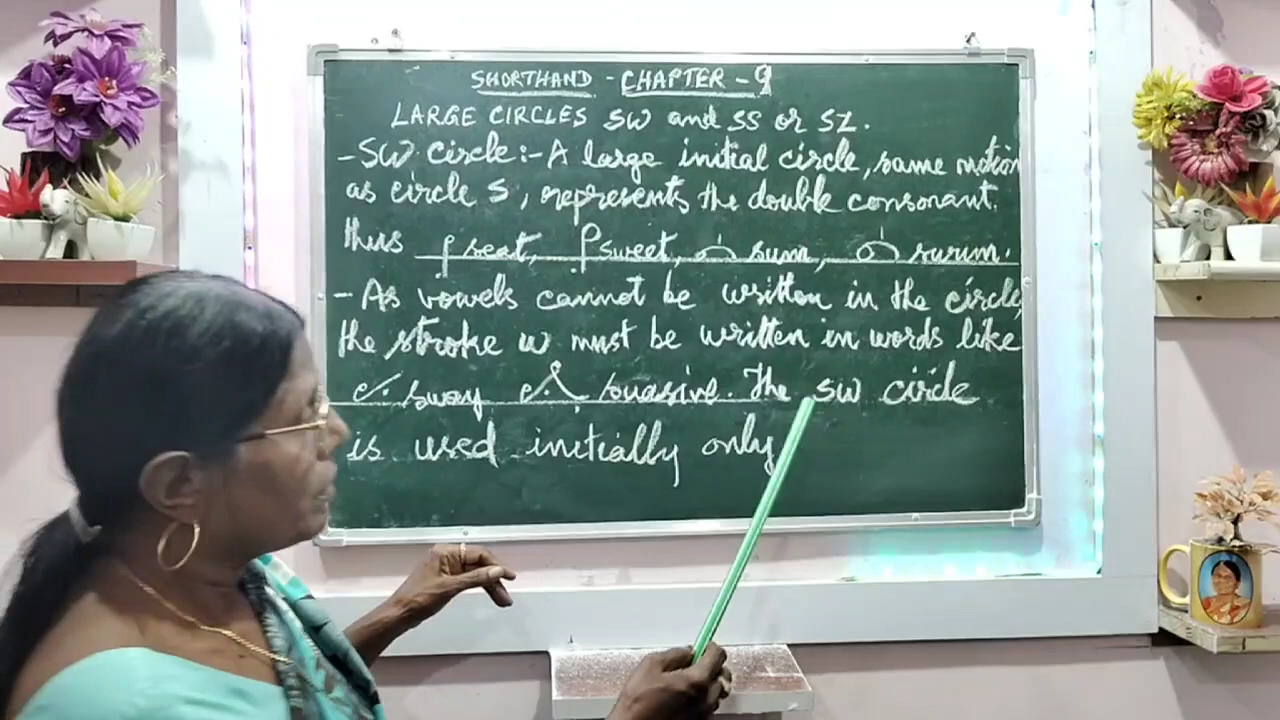 SHORTHAND - CHAPTER - 9
LARGE CIRCLES SW and SS or SZ.
- SW circle:- A large initial circle, same motion
as circle S, represents the double consonant.
thus seat, sweet, sum, swum.
- As vowels cannot be written in the circle,
the stroke w must be written in words like
sway suasive. The SW circle
is used initially only